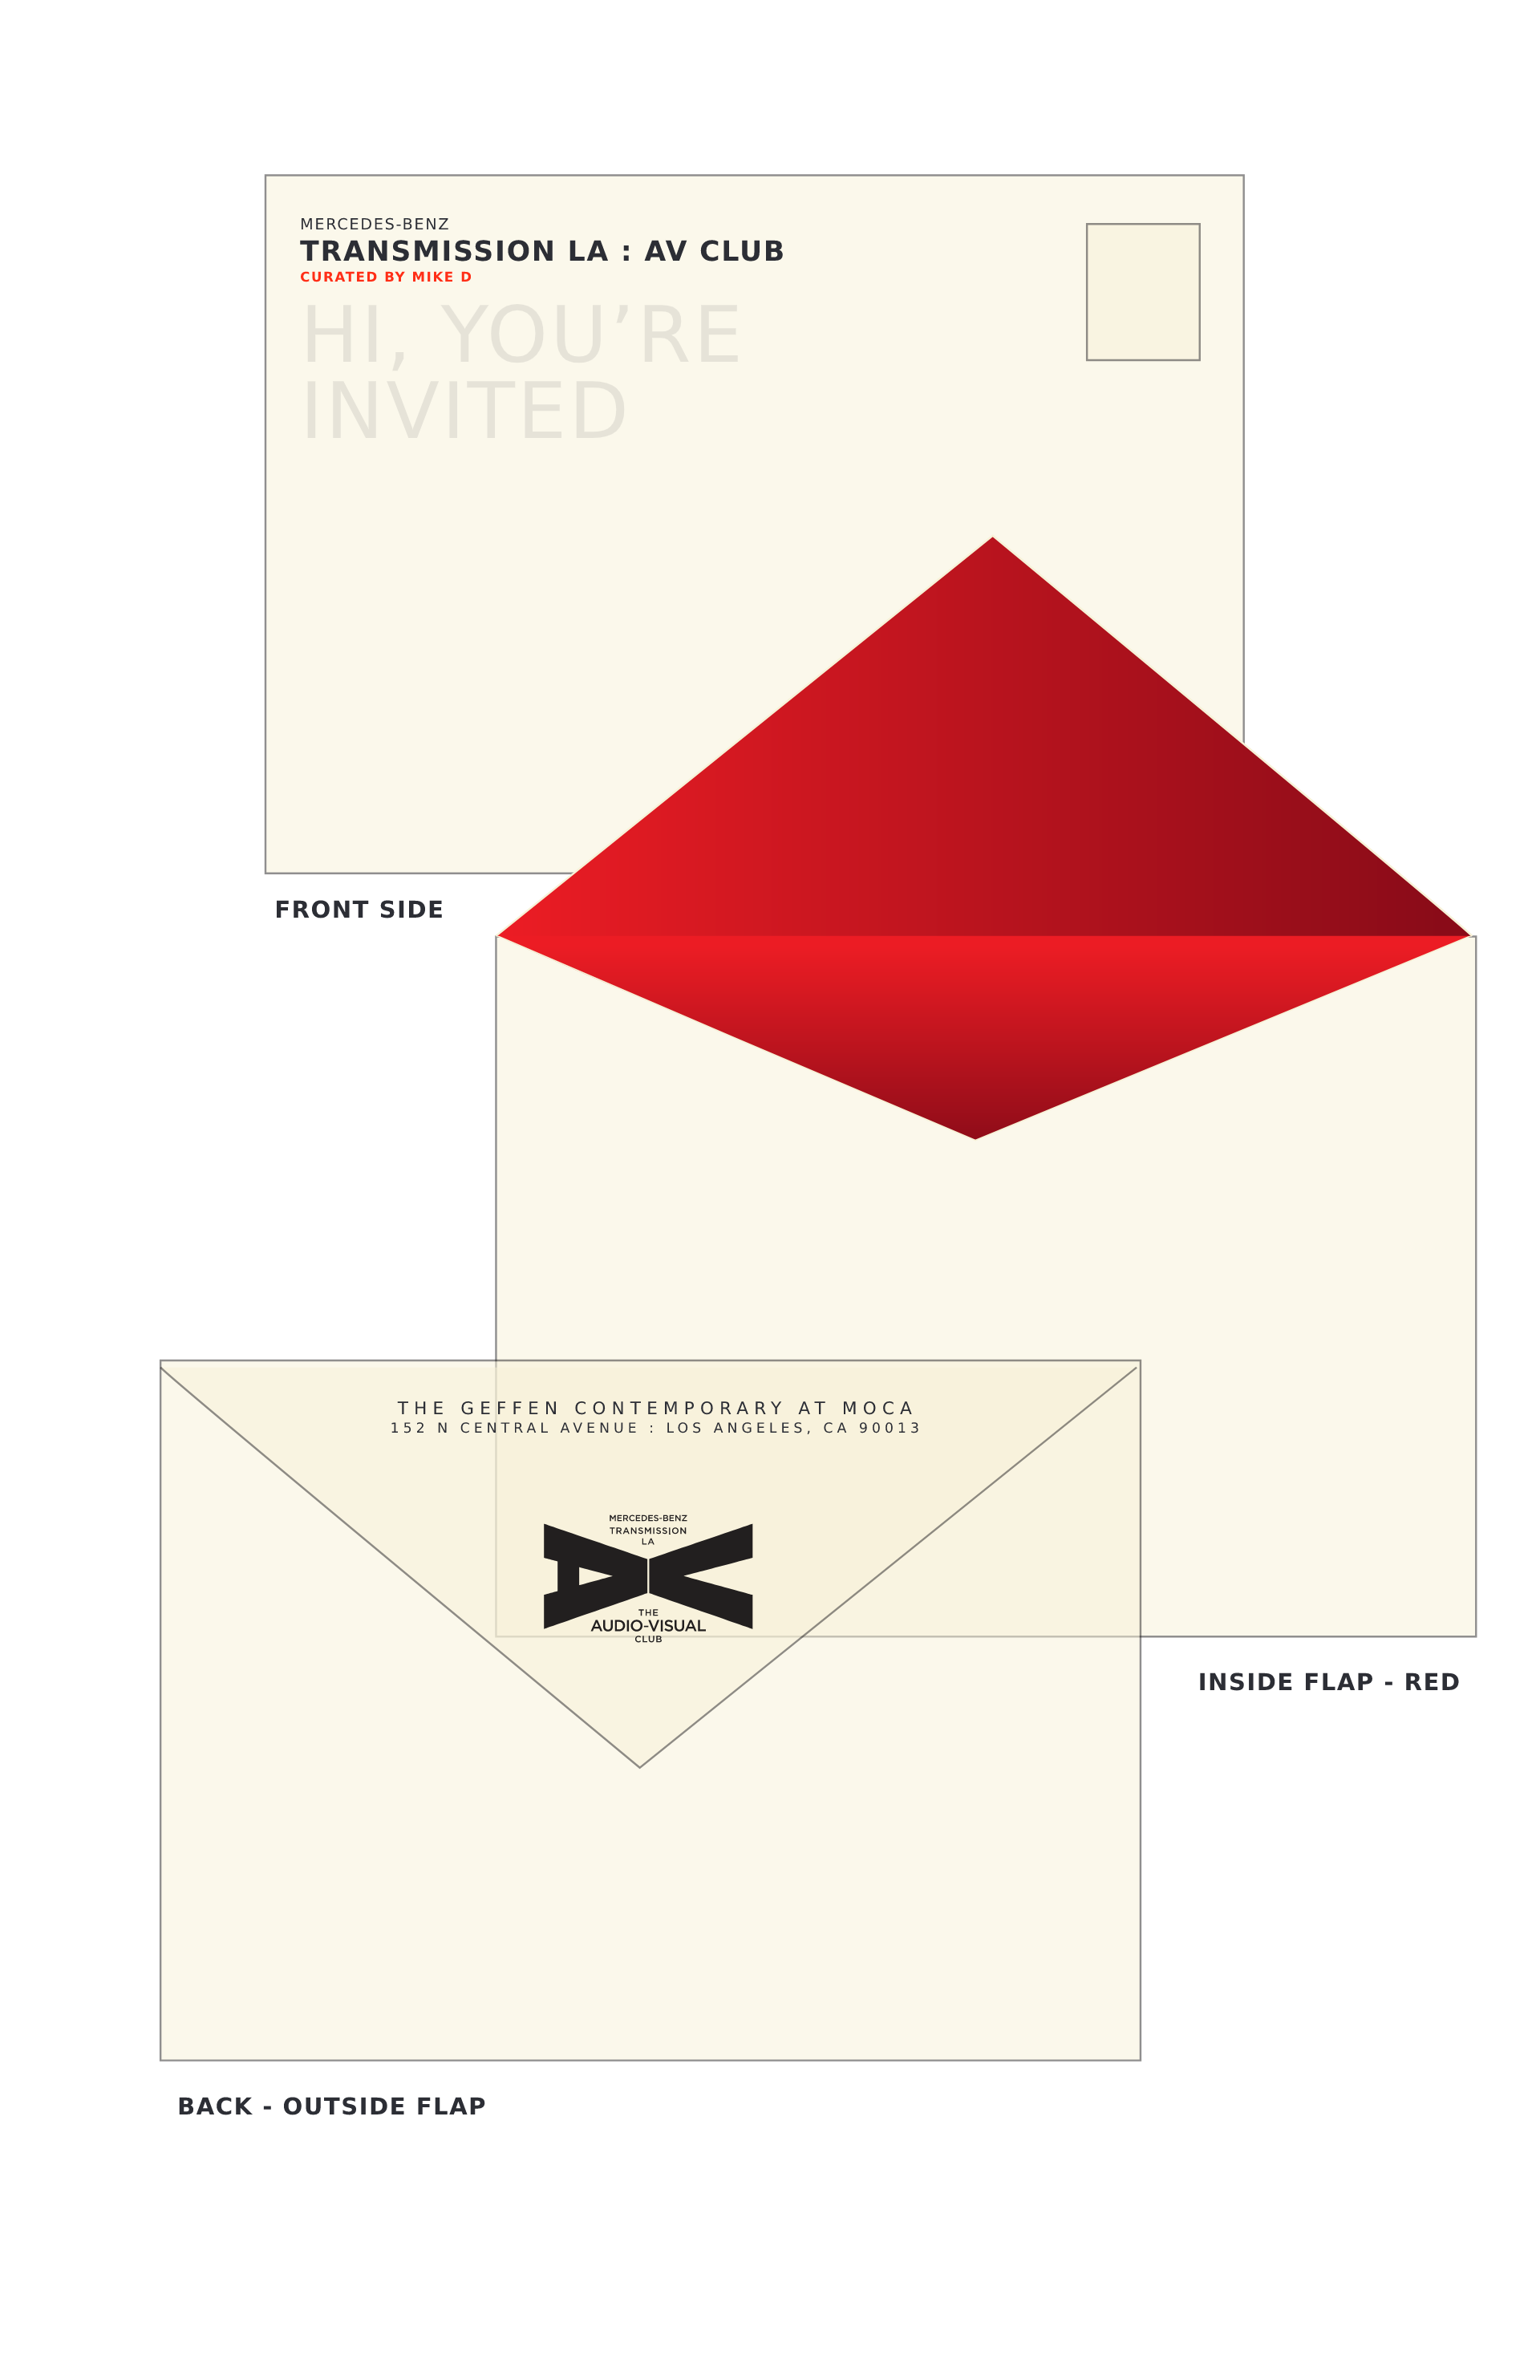 MERCEDES-BENZ
TRANSMISSION LA : AV CLUB
CURATED BY MIKE D
HI, YOU’RE
INVITED
FRONT SIDE
THE GEFFEN CONTEMPORARY AT MOCA
152 N CENTRAL AVENUE : LOS ANGELES, CA 90013
MERCEDES-BENZ
TRANSMISSION
LA
AV
THE
AUDIO-VISUAL
CLUB
INSIDE FLAP - RED
BACK - OUTSIDE FLAP